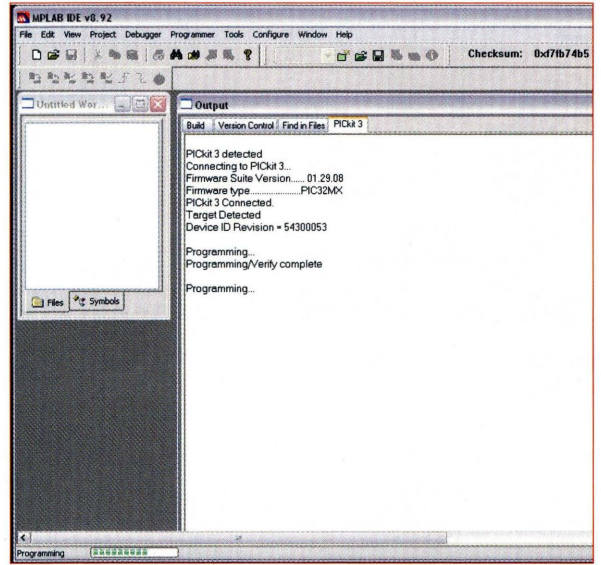 MPLAB IDE v8.92
File Edit View Project Debugger Programmer Tools Configure Window Help
Checksum: 0xf7fb74b5
Untitled Wor...
Output
Build Version Control Find in Files PICkit 3
PICkit 3 detected
Connecting to PICkit 3...
Firmware Suite Version...... 01.29.08
Firmware type......................PIC32MX
PICkit 3 Connected.
Target Detected
Device ID Revision = 54300053
Programming...
Programming/Verify complete
Programming...
Files Symbols
Programming